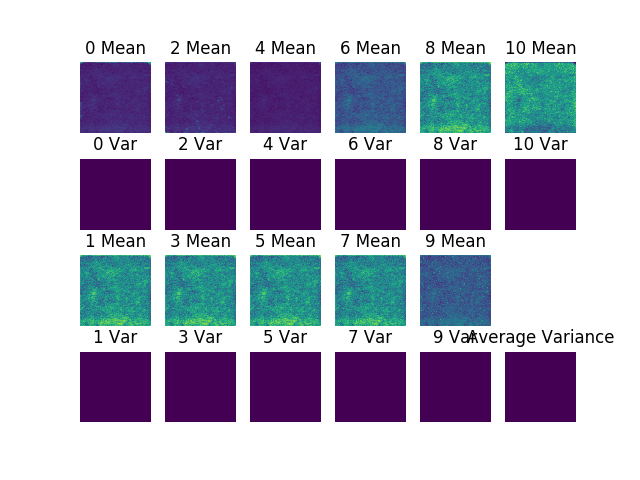 0 Mean 2 Mean 4 Mean 6 Mean 8 Mean 10 Mean
0 Var 2 Var 4 Var 6 Var 8 Var 10 Var
1 Mean 3 Mean 5 Mean 7 Mean 9 Mean
1 Var 3 Var 5 Var 7 Var 9 Var Average Variance